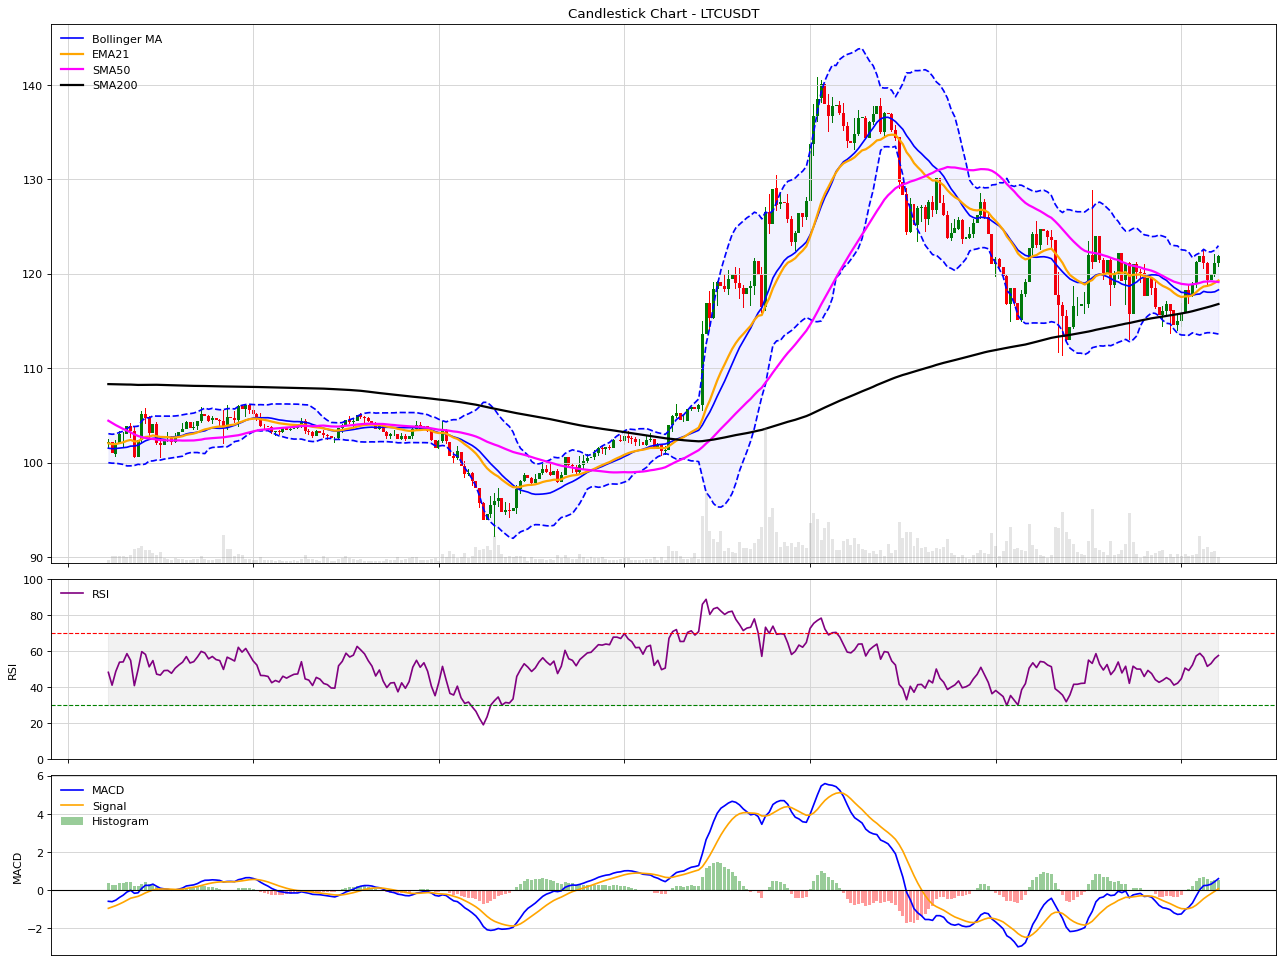 Candlestick Chart - LTCUSDT
Bollinger MA
EMA21
SMA50
SMA200
140
130
120
110
100
90
RSI
100
80
60
40
20
0
RSI
MACD
Signal
Histogram
6
4
2
0
−2
MACD